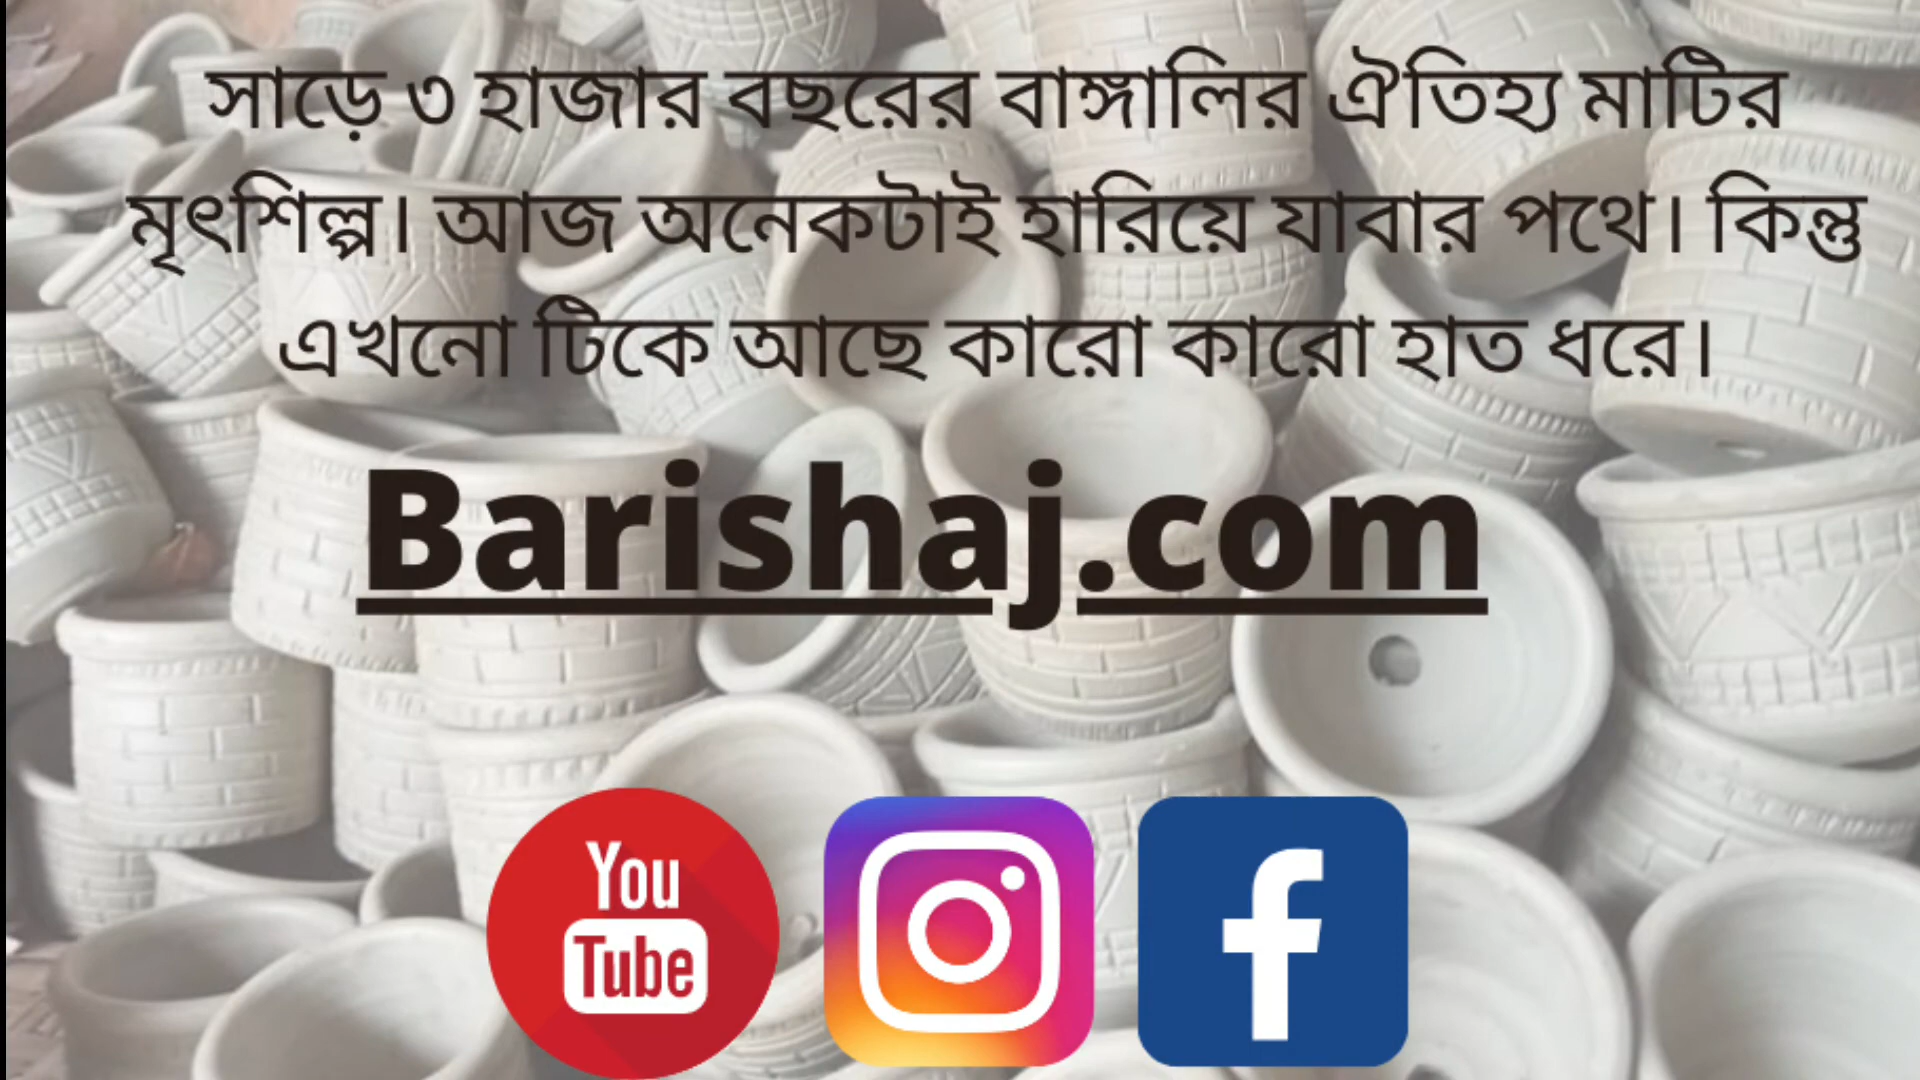 সাড়ে ৩ হাজার বছরের বাঙ্গালির ঐতিহ্য মাটির
মৃৎশিল্প। আজ অনেকটাই হারিয়ে যাবার পথে। কিন্তু
এখনো টিকে আছে কারো কারো হাত ধরে।
Barishaj.com
You
Tube